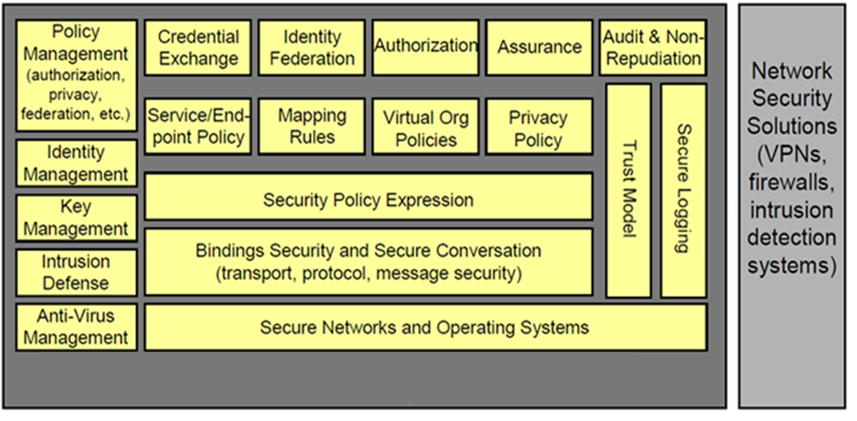 Policy
Management
(authorization,
privacy,
federation, etc.)
Identity
Management
Key
Management
Intrusion
Defense
Anti-Virus
Management
Credential
Exchange
Identity
Federation
Authorization
Assurance
Audit & Non-
Repudiation
Service/End-
point Policy
Mapping
Rules
Virtual Org
Policies
Privacy
Policy
Trust Model
Secure Logging
Security Policy Expression
Bindings Security and Secure Conversation
(transport, protocol, message security)
Secure Networks and Operating Systems
Network
Security
Solutions
(VPNs,
firewalls,
intrusion
detection
systems)